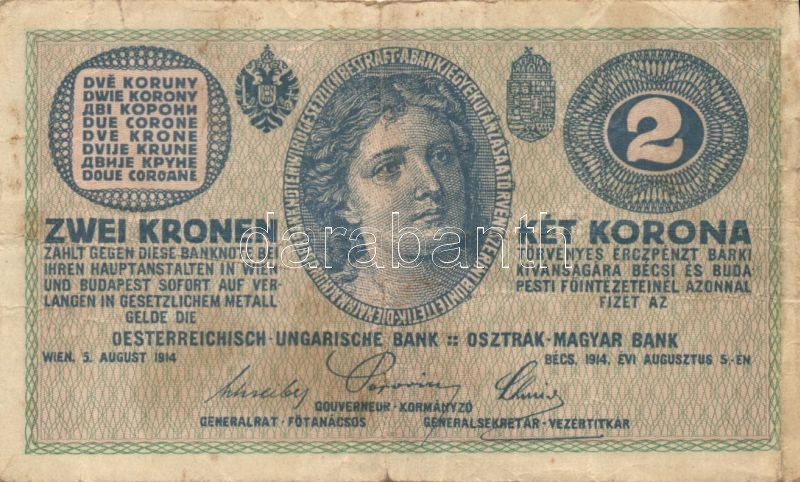 DVĚ KORUNY
DWIE KORONY
ДВІ КОРОНИ
DUE CORONE
DVE KRONE
DVIJE KRUNE
ДВИЈЕ КРУНЕ
DOUE COROANE
2
ZWEI KRONEN
ZAHLT GEGEN DIESE BANKNOTE BEI
IHREN HAUPTANSTALTEN IN WIEN
UND BUDAPEST SOFORT AUF VER-
LANGEN IN GESETZLICHEM METALL-
GELDE DIE
KÉT KORONA
TÖRVÉNYES ÉRCZPÉNZT BÁRKI
KIVÁNSÁGÁRA BÉCSI ÉS BUDA
PESTI FŐINTÉZETEINÉL AZONNAL
FIZET AZ
OESTERREICHISCH-UNGARISCHE BANK :: OSZTRÁK-MAGYAR BANK
WIEN, 5. AUGUST 1914
BÉCS, 1914. ÉVI AUGUSZTUS 5-ÉN
GOUVERNEUR-KORMÁNYZÓ
GENERALRAT-FŐTANÁCSOS
GENERALSEKRETÄR-VEZÉRTITKÁR
darabanth